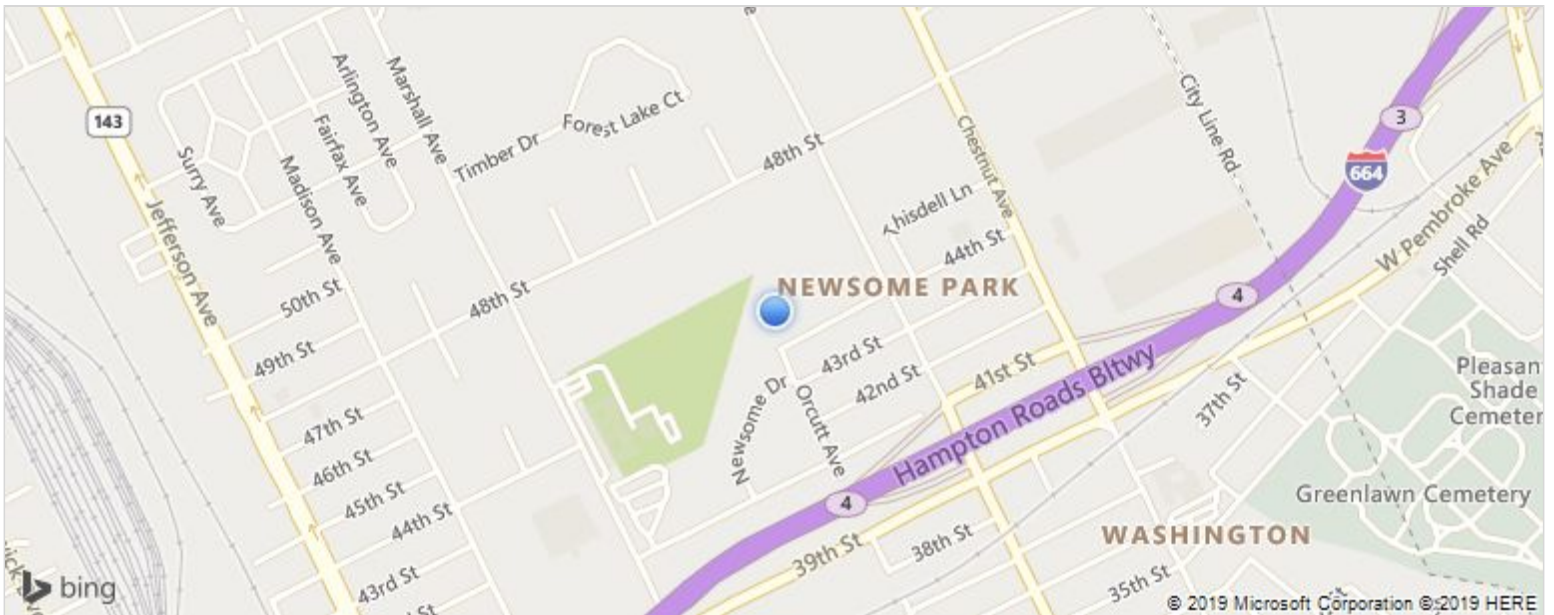 143
Surry Ave
Arlington Ave
Fairfax Ave
Madison Ave
Marshall Ave
Timber Dr
Forest Lake Ct
48th St
Chestnut Ave
City Line Rd
3
664
W Pembroke Ave
Shell Rd
Jefferson Ave
50th St
49th St
48th St
Thisdell Ln
44th St
NEWSOME PARK
4
43rd St
42nd St
41st St
Newsome Dr
Orcutt Ave
Hampton Roads Bltwy
37th St
Pleasan
Shade
Cemeter
47th St
46th St
45th St
44th St
43rd St
4
39th St
38th St
35th St
WASHINGTON
Greenlawn Cemetery
bing
© 2019 Microsoft Corporation © 2019 HERE